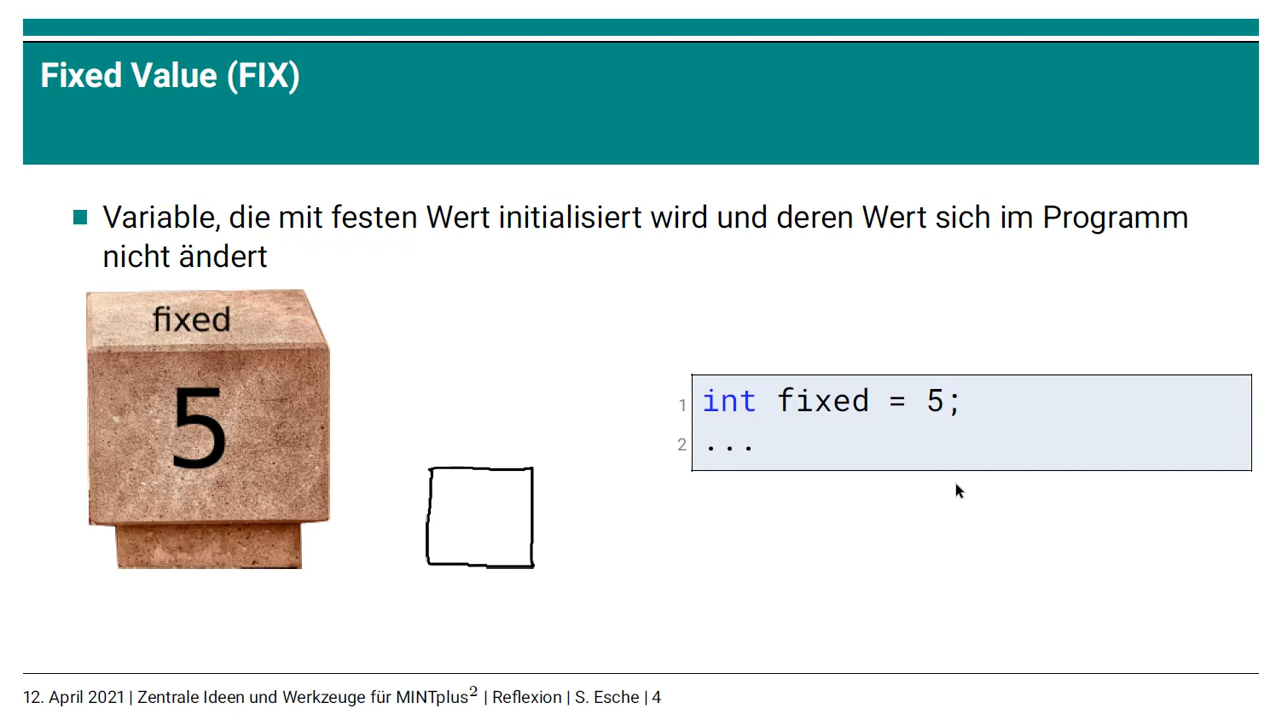 Fixed Value (FIX)
Variable, die mit festen Wert initialisiert wird und deren Wert sich im Programm
nicht ändert
fixed
5
1 int fixed = 5;
2 ...
12. April 2021 | Zentrale Ideen und Werkzeuge für MINTplus² | Reflexion | S. Esche | 4